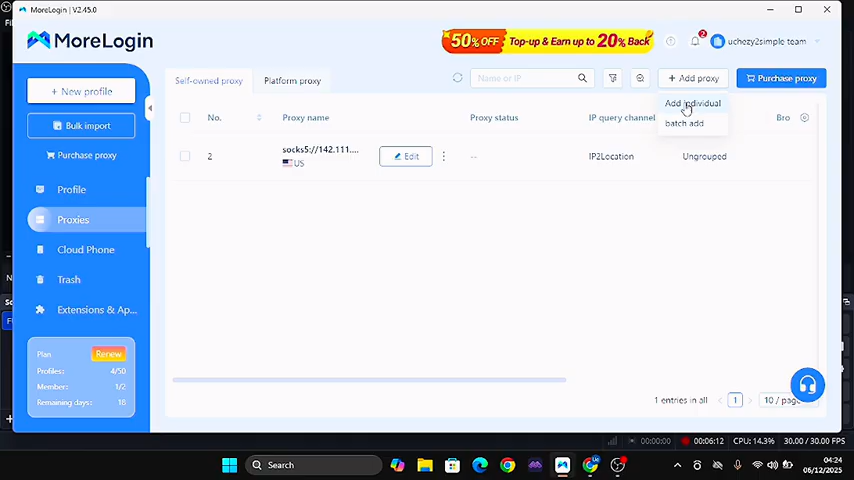 MoreLogin | V2.45.0
MoreLogin
50% OFF Top-up & Earn up to 20% Back
2
uchezy2simple team
+ New profile
Bulk import
Purchase proxy
Profile
Proxies
Cloud Phone
Trash
Extensions & Ap...
Plan Renew
Profiles: 4/50
Member: 1/2
Remaining days: 18
Self-owned proxy Platform proxy
Name or IP
+ Add proxy
Purchase proxy
Add individual
batch add
No. Proxy name Proxy status IP query channel Bro
2 socks5://142.111.... Edit -- IP2Location Ungrouped
US
1 entries in all 1 10 / page
00:00:00 00:06:12 CPU: 14.3% 30.00 / 30.00 FPS
Search
04:24
06/12/2025